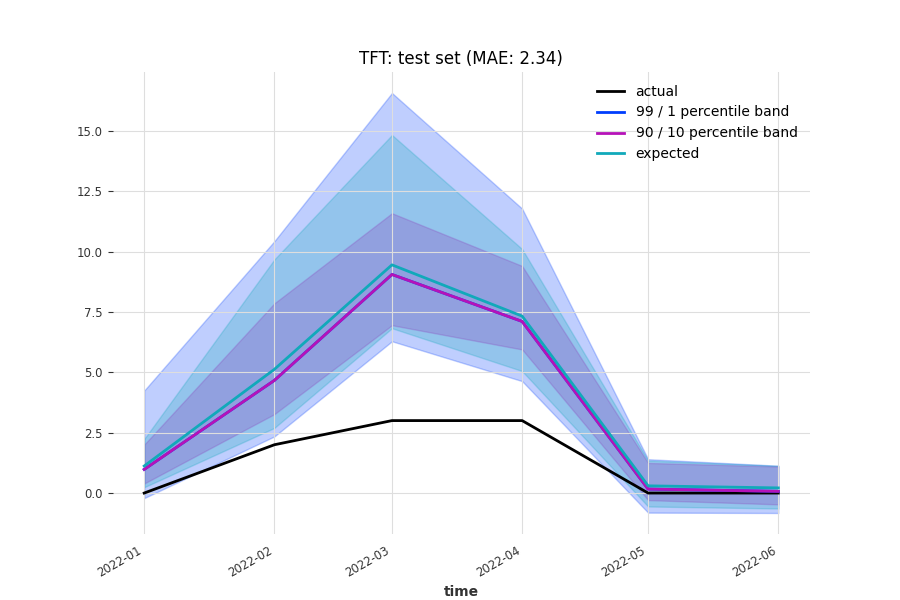 TFT: test set (MAE: 2.34)
actual
99 / 1 percentile band
90 / 10 percentile band
expected
15.0
12.5
10.0
7.5
5.0
2.5
0.0
2022-01
2022-02
2022-03
2022-04
2022-05
2022-06
time